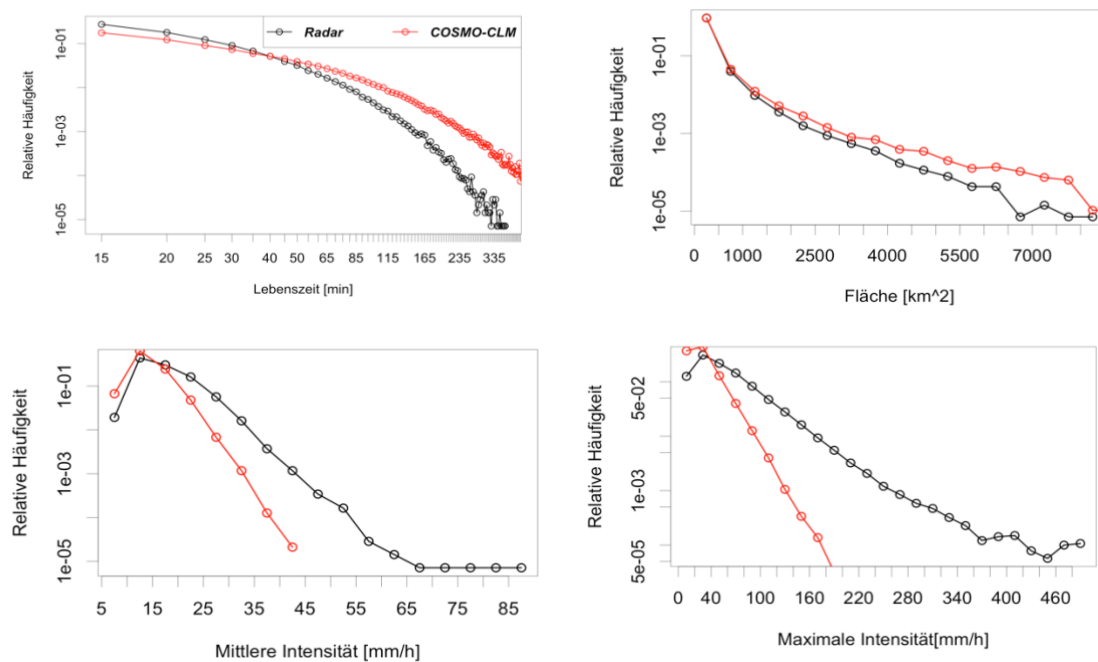 Radar COSMO-CLM
Relative Häufigkeit
1e-01
1e-03
1e-05
15 20 25 30 40 50 65 85 115 165 235 335
Lebenszeit [min]
Relative Häufigkeit
1e-01
1e-03
1e-05
0 1000 2500 4000 5500 7000
Fläche [km^2]
Relative Häufigkeit
1e-01
1e-03
1e-05
5 15 25 35 45 55 65 75 85
Mittlere Intensität [mm/h]
Relative Häufigkeit
5e-02
1e-03
5e-05
0 40 100 160 220 280 340 400 460
Maximale Intensität[mm/h]